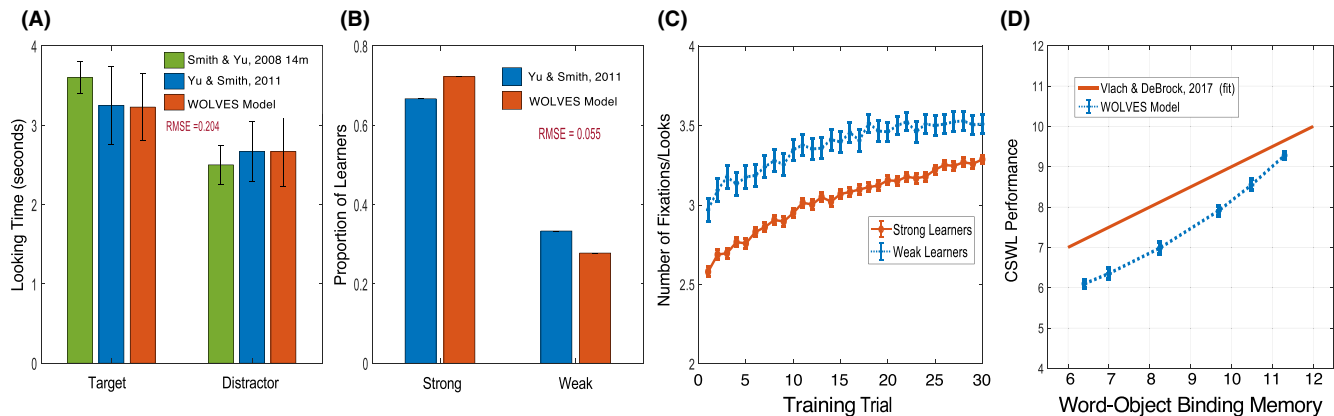 (A)
Looking Time (seconds)
4
3
2
1
0
Smith & Yu, 2008 14m
Yu & Smith, 2011
WOLVES Model
RMSE =0.204
Target Distractor
(B)
Proportion of Learners
0.8
0.6
0.4
0.2
0.0
Yu & Smith, 2011
WOLVES Model
RMSE = 0.055
Strong Weak
(C)
Number of Fixations/Looks
4
3.5
3
2.5
2
Strong Learners
Weak Learners
0 5 10 15 20 25 30
Training Trial
(D)
CSWL Performance
12
11
10
9
8
7
6
5
4
Vlach & DeBrock, 2017 (fit)
WOLVES Model
6 7 8 9 10 11 12
Word-Object Binding Memory